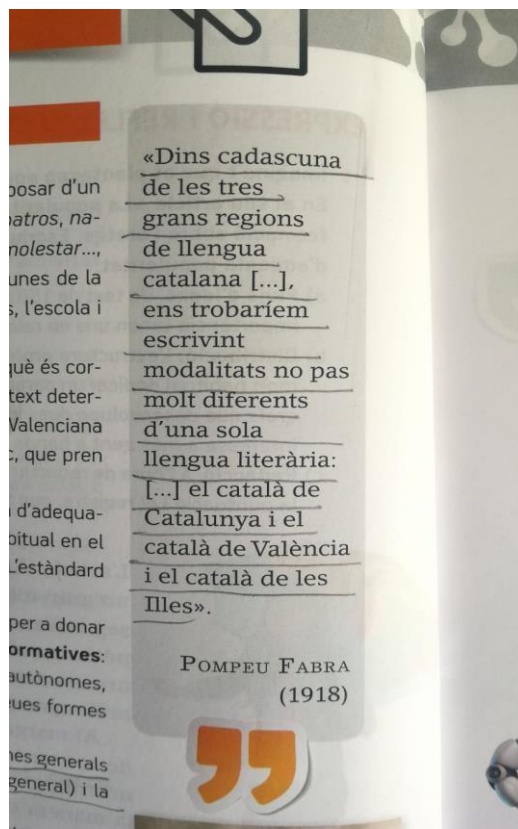 posar d'un
patros, na-
molestar...,
unes de la
s, l'escola i
què és cor-
text deter-
Valenciana
c, que pren
d'adequa-
bitual en el
L'estàndard
per a donar
ormatives:
autònomes,
eues formes
nes generals
general) i la
«Dins cadascuna
de les tres
grans regions
de llengua
catalana [...],
ens trobaríem
escrivint
modalitats no pas
molt diferents
d'una sola
llengua literària:
[...] el català de
Catalunya i el
català de València
i el català de les
Illes».
POMPEU FABRA
(1918)